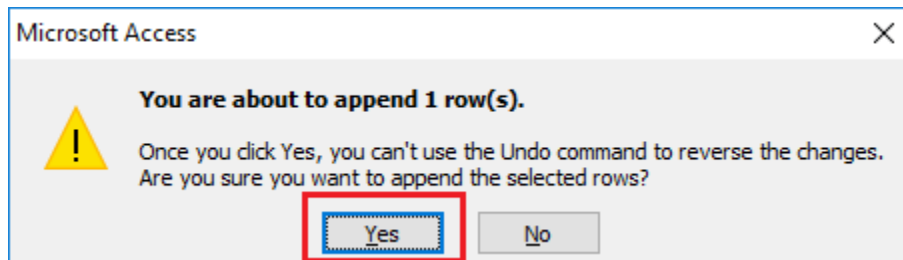 Microsoft Access
You are about to append 1 row(s).
Once you click Yes, you can't use the Undo command to reverse the changes.
Are you sure you want to append the selected rows?
Yes No